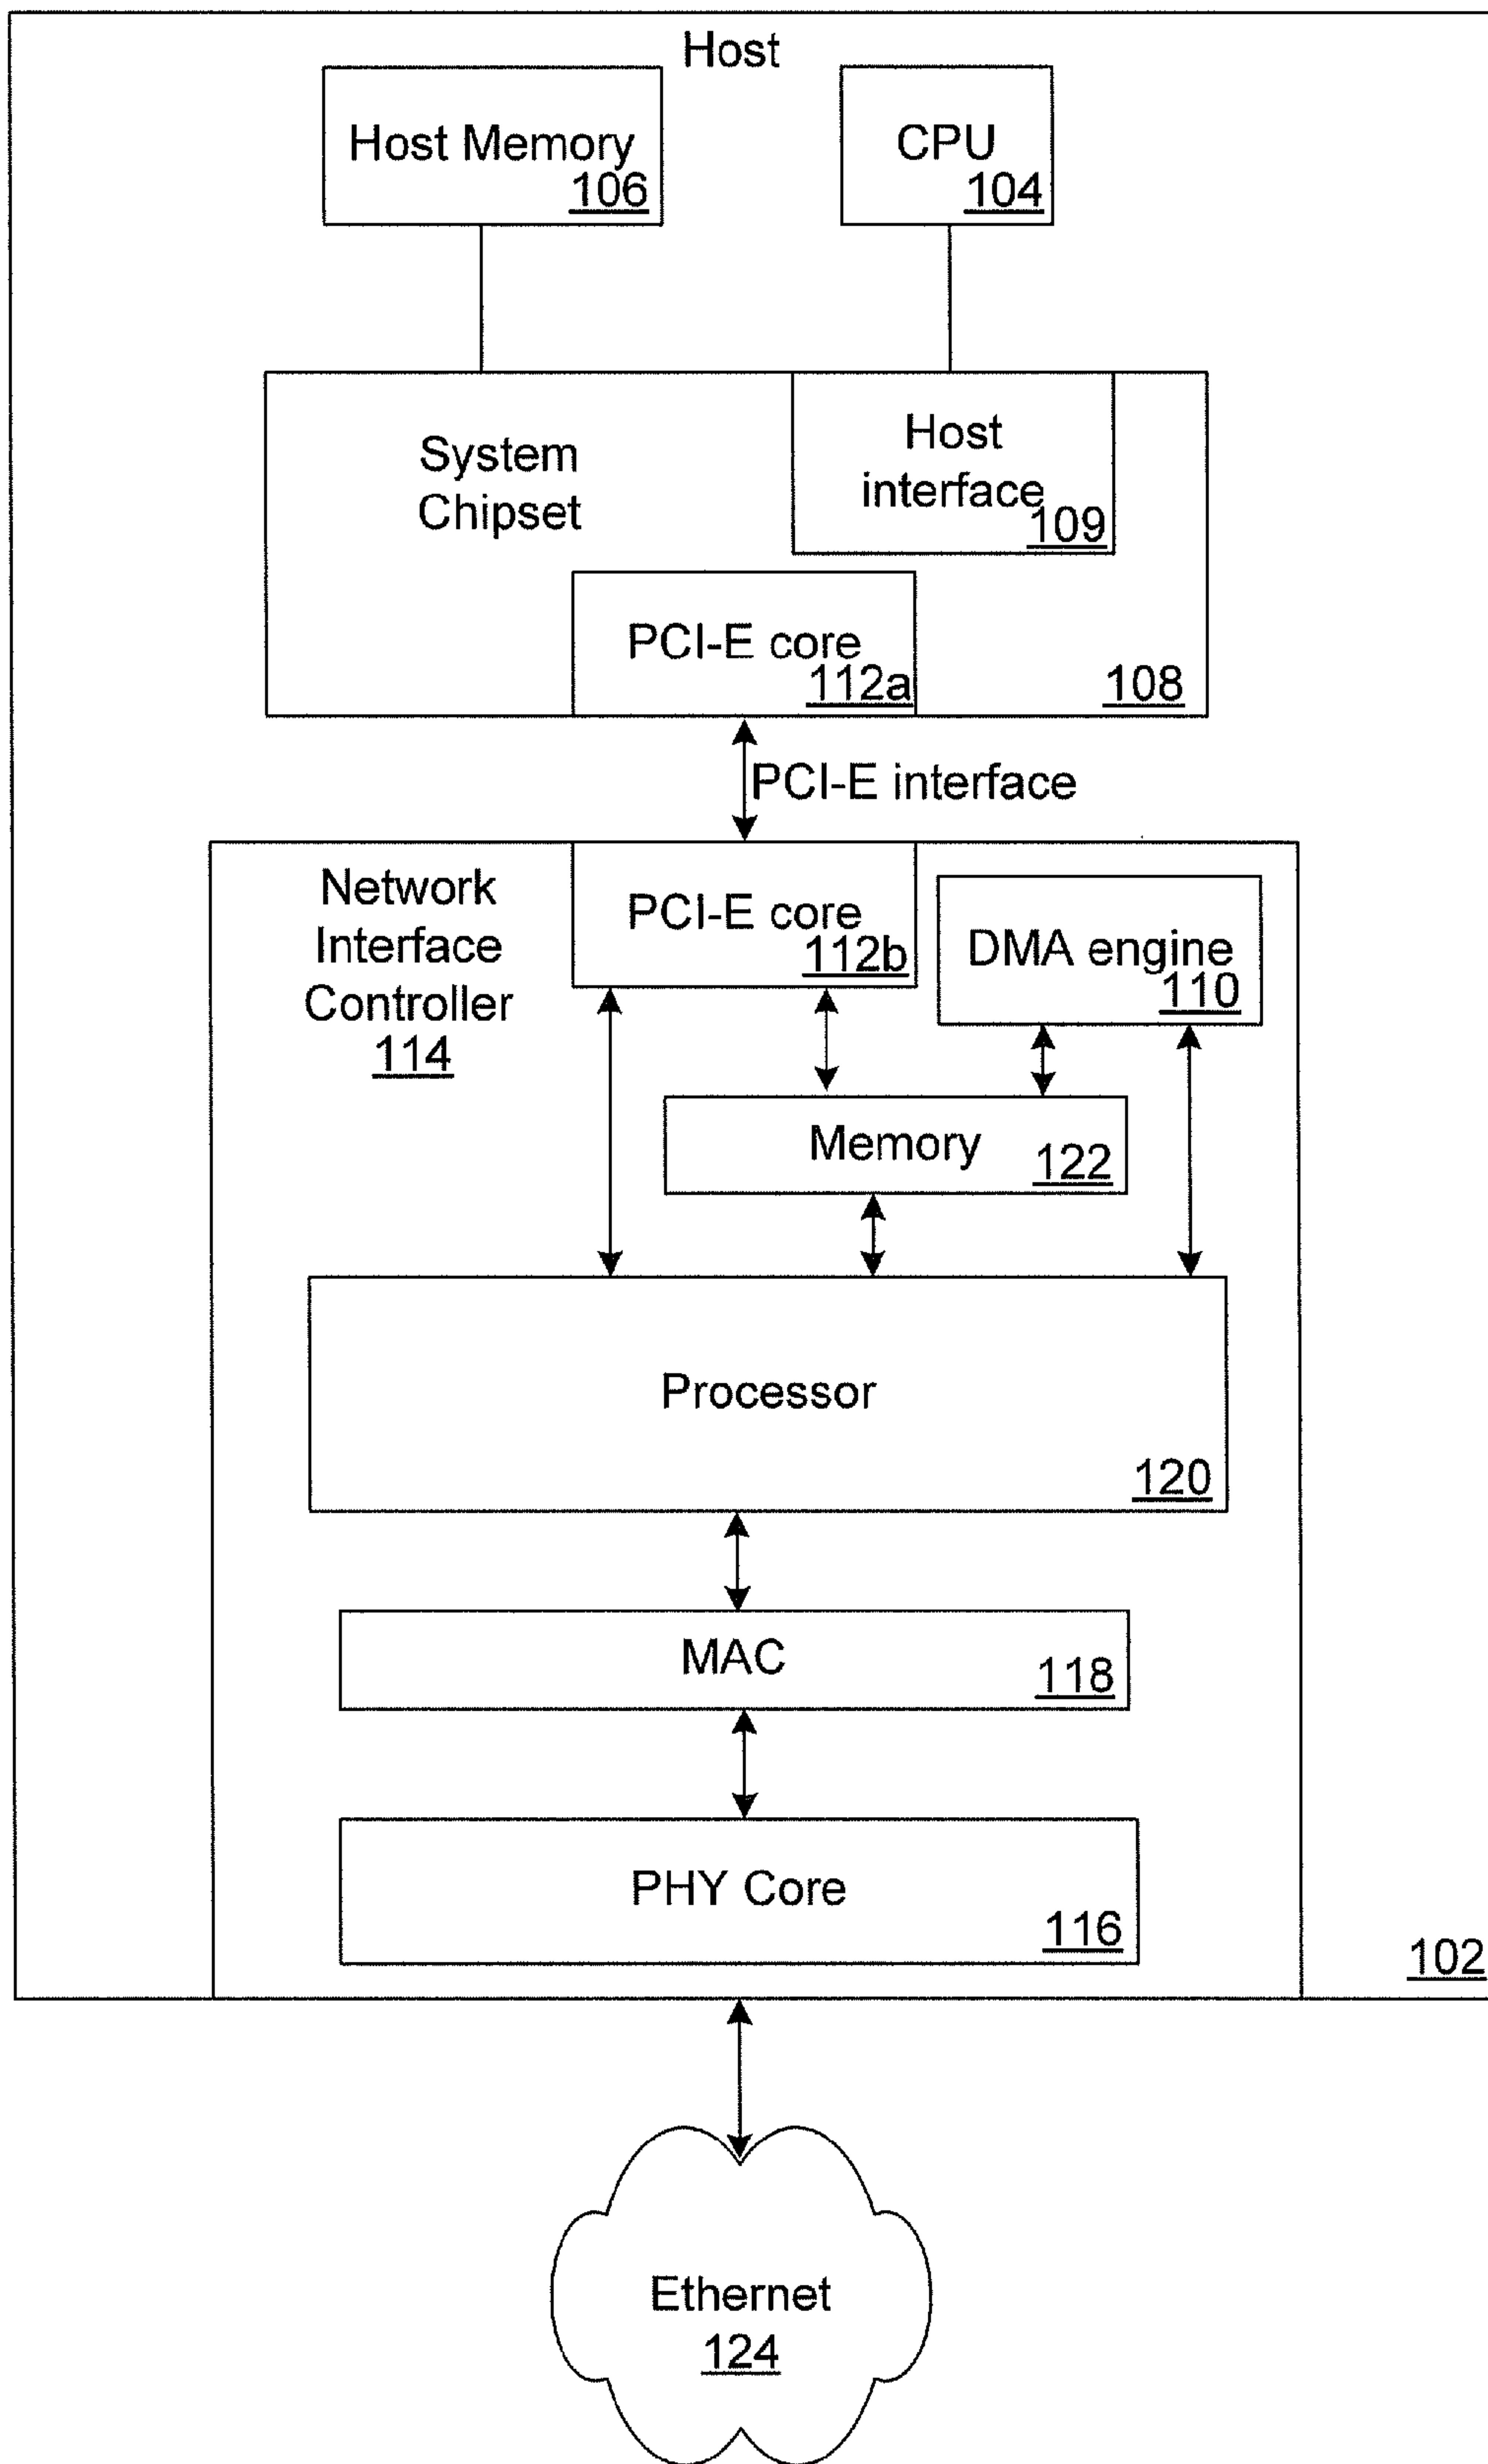 Host
Host Memory
106
CPU
104
System
Chipset
Host
interface
109
PCI-E core
112a
108
PCI-E interface
Network
Interface
Controller
114
PCI-E core
112b
DMA engine
110
Memory
122
Processor
120
MAC
118
PHY Core
116
102
Ethernet
124